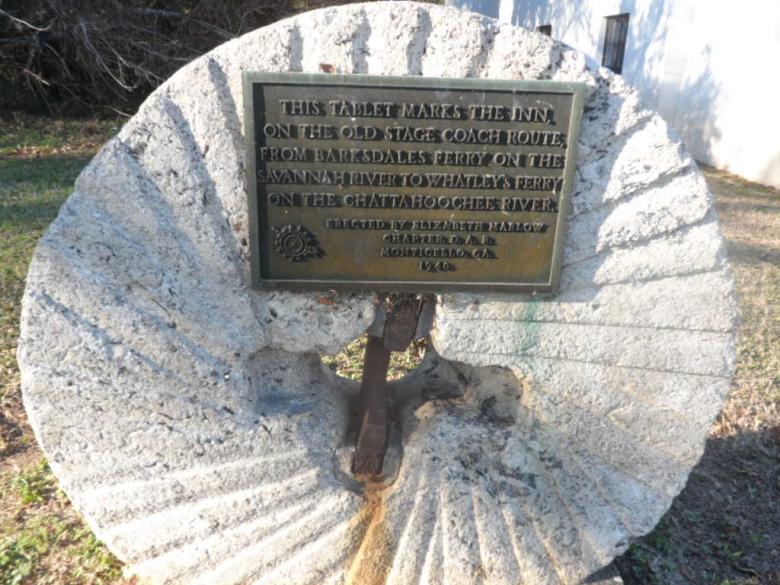 THIS TABLET MARKS THE INN,
ON THE OLD STAGE COACH ROUTE,
FROM BARKSDALES FERRY ON THE
SAVANNAH RIVER TO WHATLEY'S FERRY
ON THE CHATTAHOOCHEE RIVER.
ERECTED BY ELIZABETH MARLOW
CHAPTER, D. A. R.
MONTICELLO, GA.
1940.